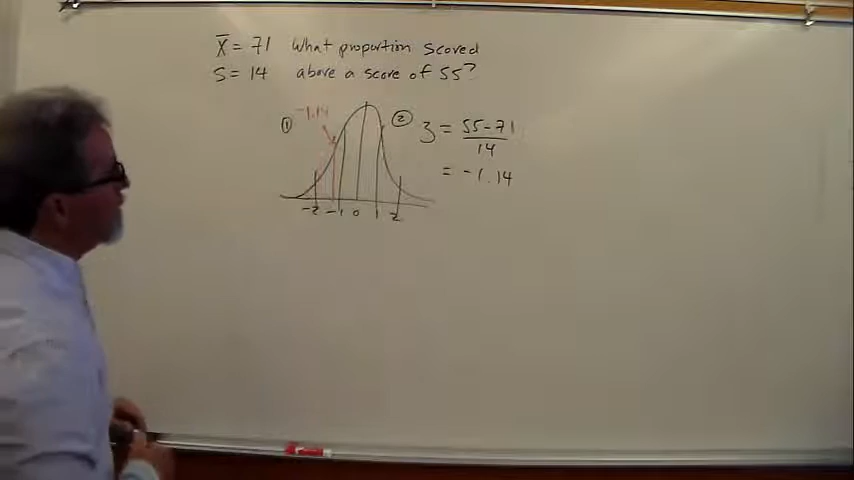 X̄ = 71 What proportion scored
S = 14 above a score of 55?
① -1.14
② z = 55-71
14
= -1.14
-2 -1 0 1 2